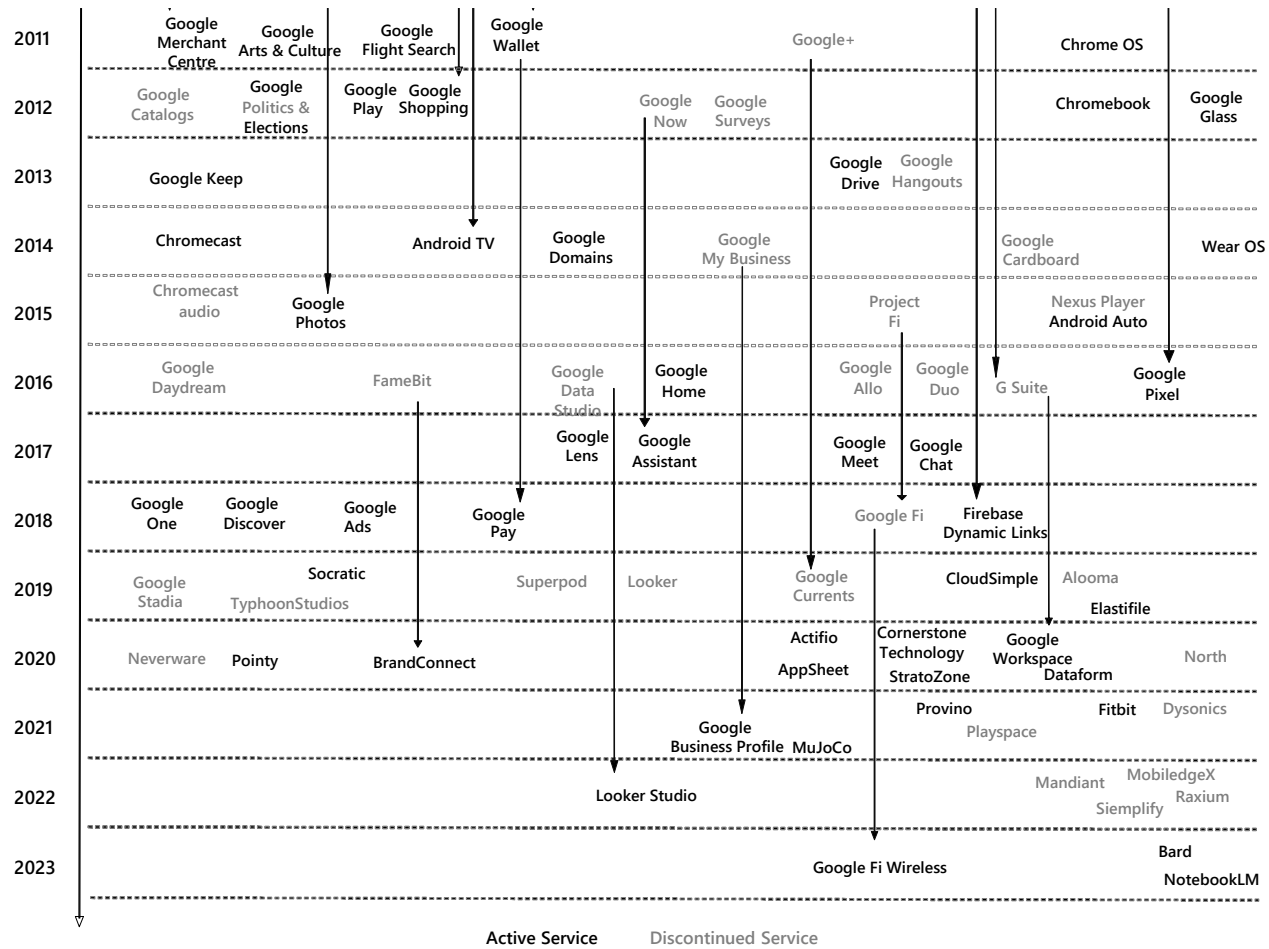 2011
Google
Merchant
Centre
Google
Arts & Culture
Google
Flight Search
Google
Wallet
Google+
Chrome OS
2012
Google
Catalogs
Google
Politics &
Elections
Google
Play
Google
Shopping
Google
Now
Google
Surveys
Chromebook
Google
Glass
2013
Google Keep
Google
Drive
Google
Hangouts
2014
Chromecast
Android TV
Google
Domains
Google
My Business
Google
Cardboard
Wear OS
2015
Chromecast
audio
Google
Photos
Project
Fi
Nexus Player
Android Auto
2016
Google
Daydream
FameBit
Google
Data
Studio
Google
Home
Google
Allo
Google
Duo
G Suite
Google
Pixel
2017
Google
Lens
Google
Assistant
Google
Meet
Google
Chat
2018
Google
One
Google
Discover
Google
Ads
Google
Pay
Google Fi
Firebase
Dynamic Links
2019
Google
Stadia
Socratic
TyphoonStudios
Superpod
Looker
Google
Currents
CloudSimple
Alooma
Elastifile
2020
Neverware
Pointy
BrandConnect
Actifio
AppSheet
Cornerstone
Technology
StratoZone
Google
Workspace
Dataform
North
2021
Google
Business Profile
MuJoCo
Provino
Playspace
Fitbit
Dysonics
2022
Looker Studio
Mandiant
MobiledgeX
Siemplify
Raxium
2023
Google Fi Wireless
Bard
NotebookLM
Active Service
Discontinued Service